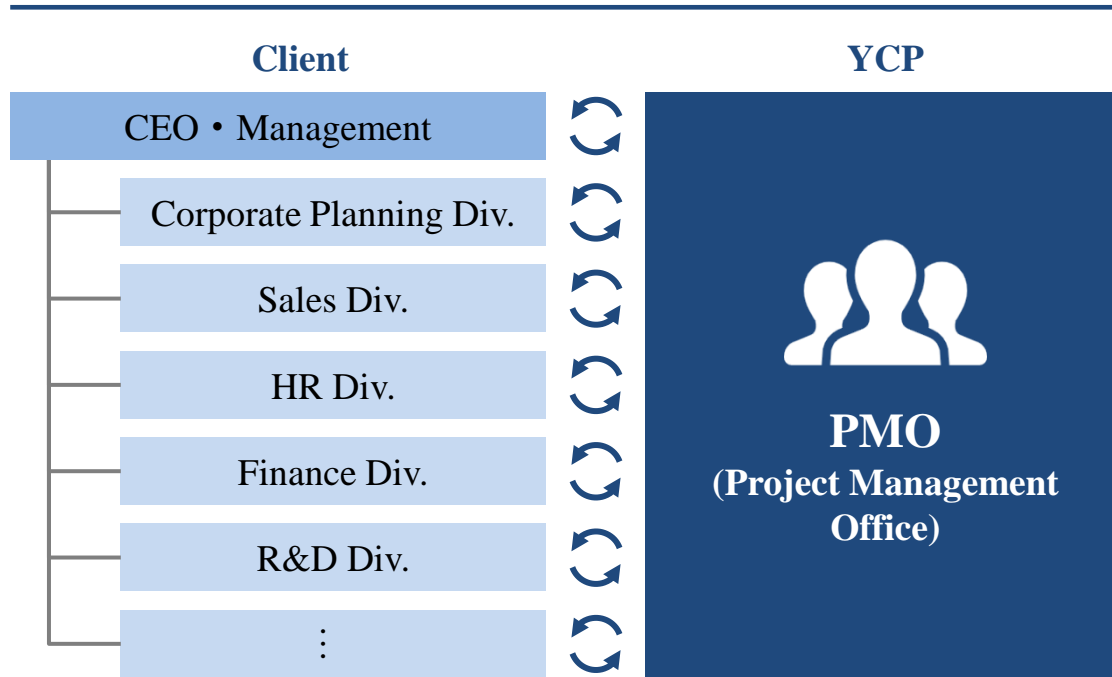 Client
YCP
CEO・Management
Corporate Planning Div.
Sales Div.
HR Div.
Finance Div.
R&D Div.
⋮
PMO
(Project Management
Office)